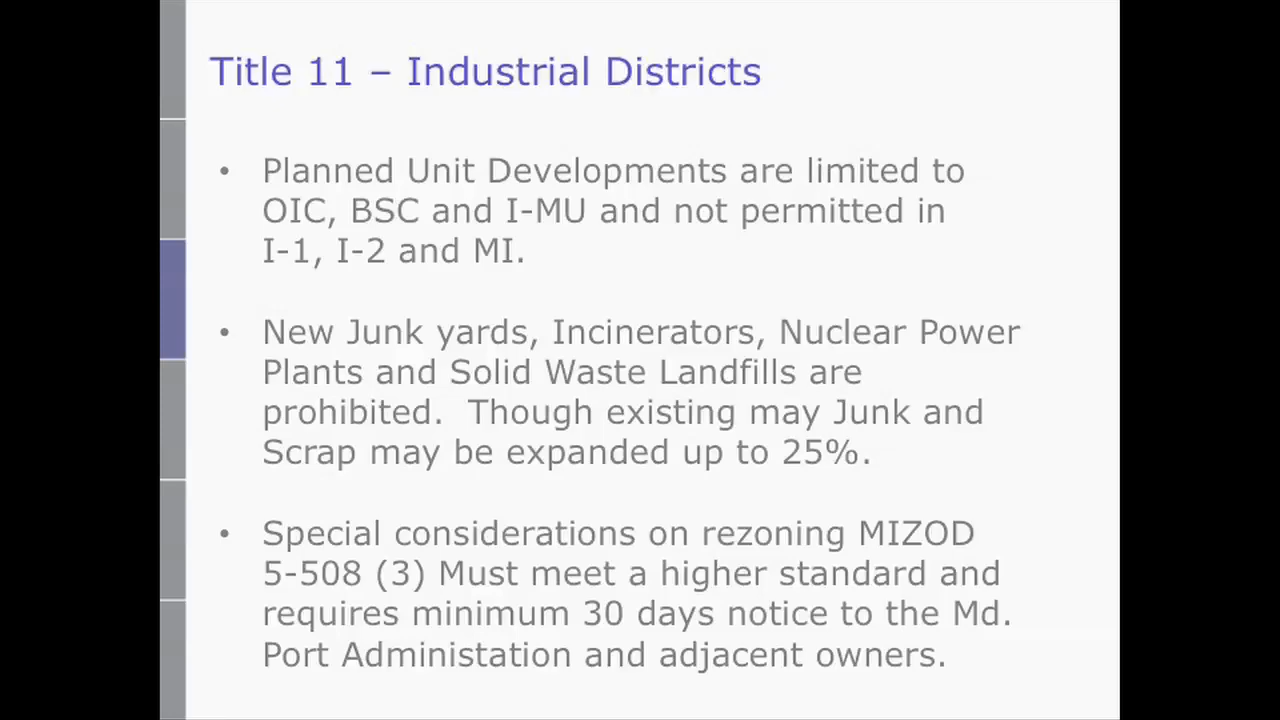 Title 11 – Industrial Districts
• Planned Unit Developments are limited to
OIC, BSC and I-MU and not permitted in
I-1, I-2 and MI.
• New Junk yards, Incinerators, Nuclear Power
Plants and Solid Waste Landfills are
prohibited.  Though existing may Junk and
Scrap may be expanded up to 25%.
• Special considerations on rezoning MIZOD
5-508 (3) Must meet a higher standard and
requires minimum 30 days notice to the Md.
Port Administation and adjacent owners.